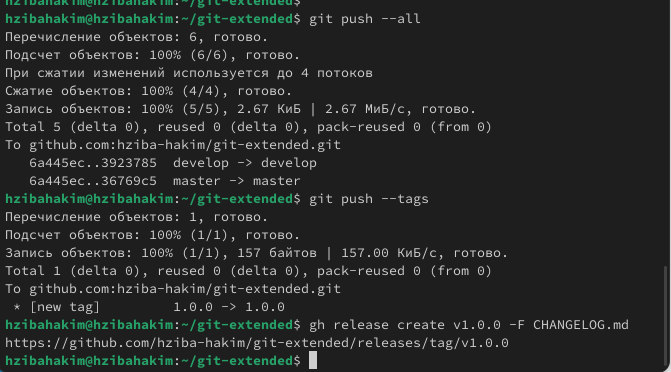 hzibahakim@hzibahakim:~/git-extended$
hzibahakim@hzibahakim:~/git-extended$ git push --all
Перечисление объектов: 6, готово.
Подсчет объектов: 100% (6/6), готово.
При сжатии изменений используется до 4 потоков
Сжатие объектов: 100% (4/4), готово.
Запись объектов: 100% (5/5), 2.67 КиБ | 2.67 МиБ/с, готово.
Total 5 (delta 0), reused 0 (delta 0), pack-reused 0 (from 0)
To github.com:hziba-hakim/git-extended.git
   6a445ec..3923785  develop -> develop
   6a445ec..36769c5  master -> master
hzibahakim@hzibahakim:~/git-extended$ git push --tags
Перечисление объектов: 1, готово.
Подсчет объектов: 100% (1/1), готово.
Запись объектов: 100% (1/1), 157 байтов | 157.00 КиБ/с, готово.
Total 1 (delta 0), reused 0 (delta 0), pack-reused 0 (from 0)
To github.com:hziba-hakim/git-extended.git
 * [new tag]         1.0.0 -> 1.0.0
hzibahakim@hzibahakim:~/git-extended$ gh release create v1.0.0 -F CHANGELOG.md
https://github.com/hziba-hakim/git-extended/releases/tag/v1.0.0
hzibahakim@hzibahakim:~/git-extended$